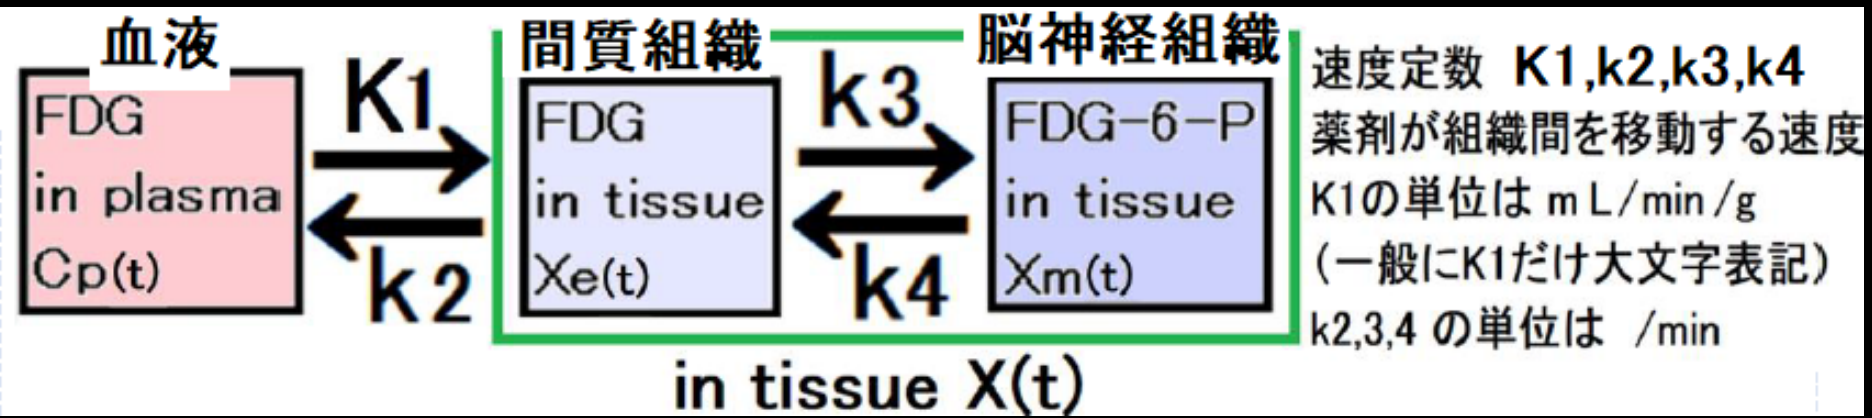 血液
FDG
in plasma
Cp(t)
K1
k2
間質組織
FDG
in tissue
Xe(t)
k3
k4
脳神経組織
FDG-6-P
in tissue
Xm(t)
in tissue X(t)
速度定数 K1,k2,k3,k4
薬剤が組織間を移動する速度
K1の単位は mL/min/g
(一般にK1だけ大文字表記)
k2,3,4 の単位は /min